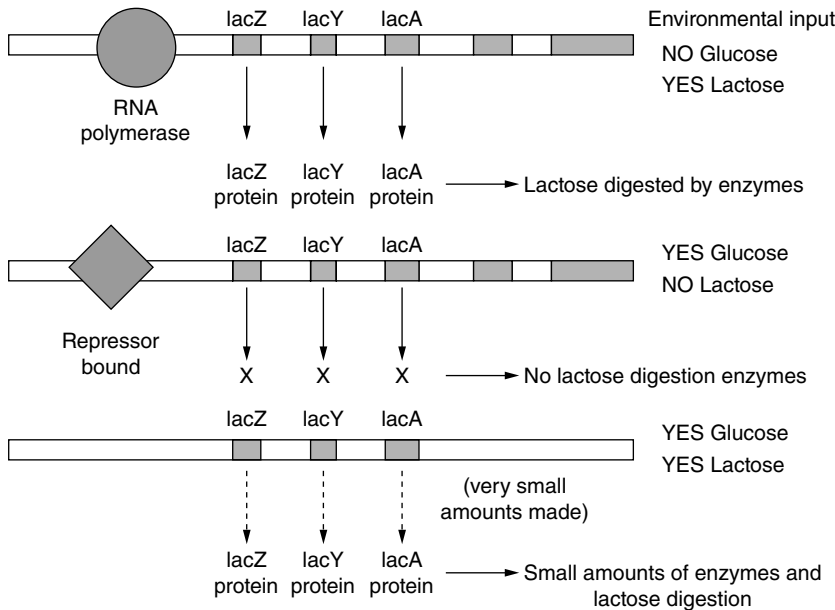 lacZ lacY lacA Environmental input
NO Glucose
YES Lactose
RNA
polymerase
lacZ lacY lacA
protein protein protein
Lactose digested by enzymes
lacZ lacY lacA
YES Glucose
NO Lactose
Repressor
bound
X X X
No lactose digestion enzymes
lacZ lacY lacA
YES Glucose
YES Lactose
(very small
amounts made)
lacZ lacY lacA
protein protein protein
Small amounts of enzymes and
lactose digestion